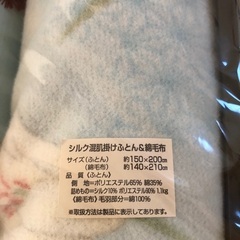 シルク混肌掛けふとん&綿毛布
サイズ(ふとん) 約150×200㎝
(綿毛布) 約140×210㎝
品質(ふとん)
側 地=ポリエステル65% 綿35%
詰めもの=シルク10% ポリエステル90% 1.1kg
(綿毛布)毛羽部分=綿100%
※取扱方法は製品に表示してあります。